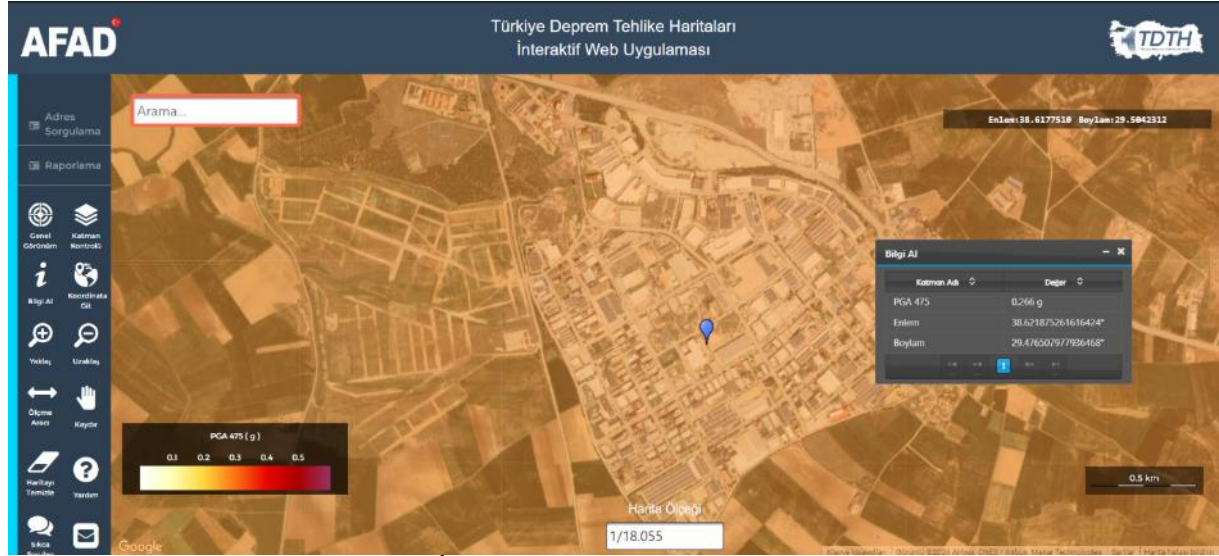 AFAD
Türkiye Deprem Tehlike Haritaları
İnteraktif Web Uygulaması
TDTH
Arama...
Enlem:38.6177510 Boylam:29.5042312
Adres
Sorgulama
Raporlama
Genel
Görünüm
Katman
Kontrolü
Bilgi Al
Koordinata
Git
Yaklaş
Uzaklaş
Ölçme
Aracı
Kaydır
Haritayı
Temizle
Yardım
Sıkça
Bilgi Al
Katman Adı
Değer
PGA 475
0.266 g
Enlem
38.621875261616424°
Boylam
29.476507977936468°
1
PGA 475 ( g )
0.1 0.2 0.3 0.4 0.5
0.5 km
Harita Ölçeği
1/18.055
Google